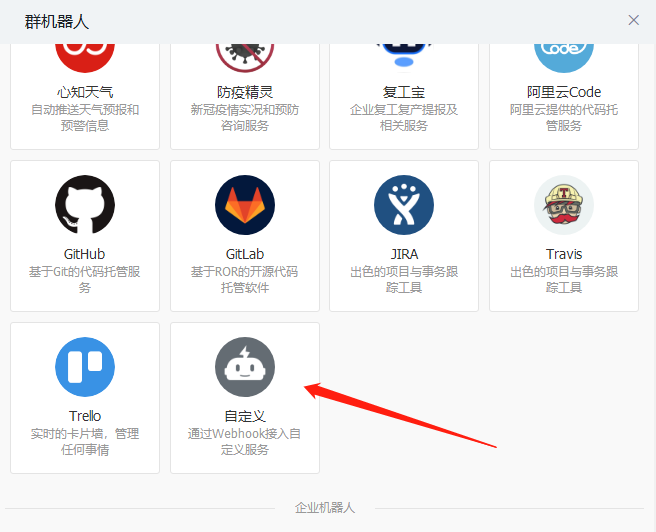 群机器人
心知天气
自动推送天气预报和
预警信息
防疫精灵
新冠疫情实况和预防
咨询服务
复工宝
企业复工复产提报及
相关服务
Code
阿里云Code
阿里云提供的代码托
管服务
GitHub
基于Git的代码托管服
务
GitLab
基于ROR的开源代码
托管软件
JIRA
出色的项目与事务跟
踪工具
T
Travis
出色的项目与事务跟
踪工具
Trello
实时的卡片墙，管理
任何事情
自定义
通过Webhook接入自
定义服务
企业机器人